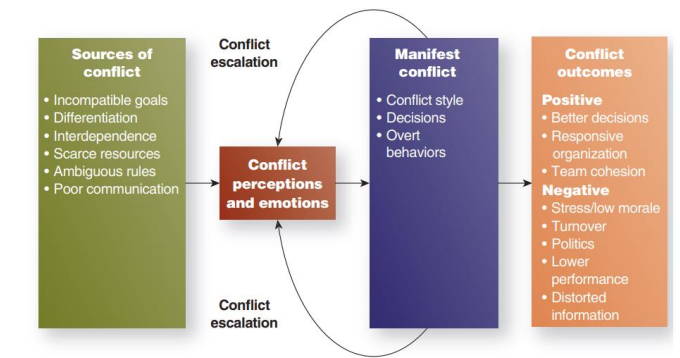 Sources of
conflict
• Incompatible goals
• Differentiation
• Interdependence
• Scarce resources
• Ambiguous rules
• Poor communication
Conflict
escalation
Conflict
perceptions
and emotions
Conflict
escalation
Manifest
conflict
• Conflict style
• Decisions
• Overt
behaviors
Conflict
outcomes
Positive
• Better decisions
• Responsive
organization
• Team cohesion
Negative
• Stress/low morale
• Turnover
• Politics
• Lower
performance
• Distorted
information